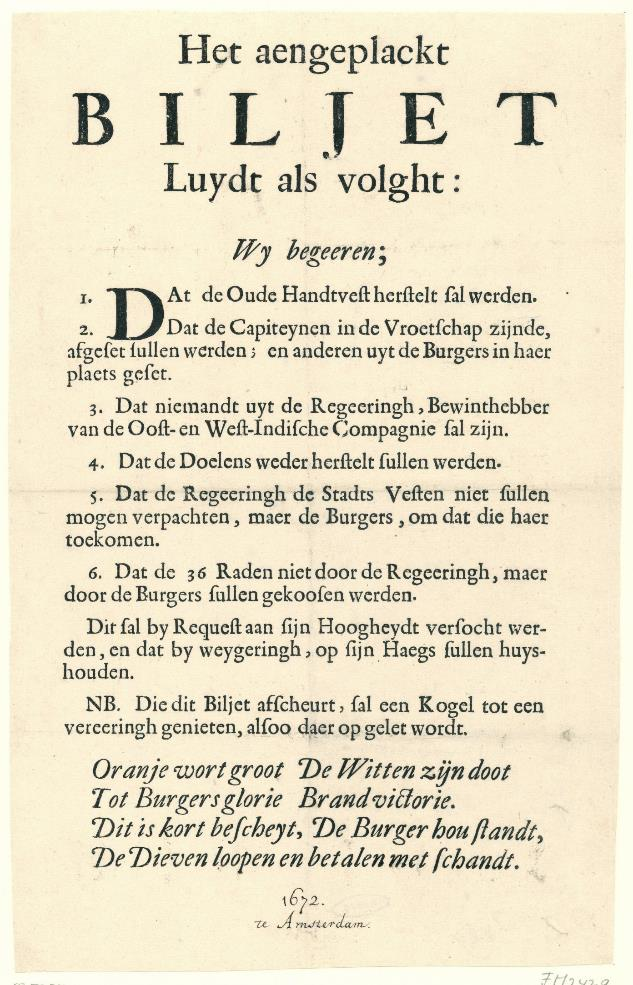 Het aengeplackt
BILJET
Luydt als volght:
Wy begeeren;
1. DAt de Oude Handtveſt herſtelt ſal werden.
2. Dat de Capiteynen in de Vroetſchap zijnde,
afgeſet ſullen werden; en anderen uyt de Burgers in haer
plaets geſet.
3. Dat niemandt uyt de Regeeringh, Bewinthebber
van de Ooſt- en Weſt-Indiſche Compagnie ſal zijn.
4. Dat de Doelens weder herſtelt ſullen werden.
5. Dat de Regeeringh de Stadts Veſten niet ſullen
mogen verpachten, maer de Burgers, om dat die haer
toekomen.
6. Dat de 36 Raden niet door de Regeeringh, maer
door de Burgers ſullen gekooſen werden.
Dit ſal by Requeſt aan ſijn Hoogheydt verſocht wer-
den, en dat by weygeringh, op ſijn Haegs ſullen huys-
houden.
NB. Die dit Biljet afſcheurt, ſal een Kogel tot een
vereeringh genieten, alſoo daer op gelet wordt.
Oranje wort groot De Witten zijn doot
Tot Burgers glorie Brand victorie.
Dit is kort beſcheyt, De Burger hou ſtandt,
De Dieven loopen en betalen met ſchandt.
1672.
te Amsterdam.